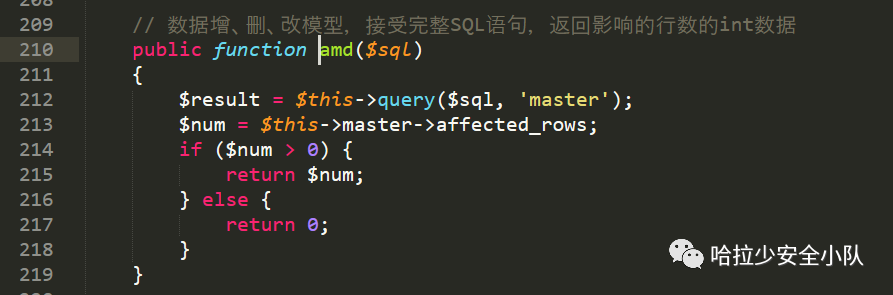 209 // 数据增、删、改模型，接受完整SQL语句，返回影响的行数的int数据
210 public function amd($sql)
211 {
212 $result = $this->query($sql, 'master');
213 $num = $this->master->affected_rows;
214 if ($num > 0) {
215 return $num;
216 } else {
217 return 0;
218 }
219 }
哈拉少安全小队